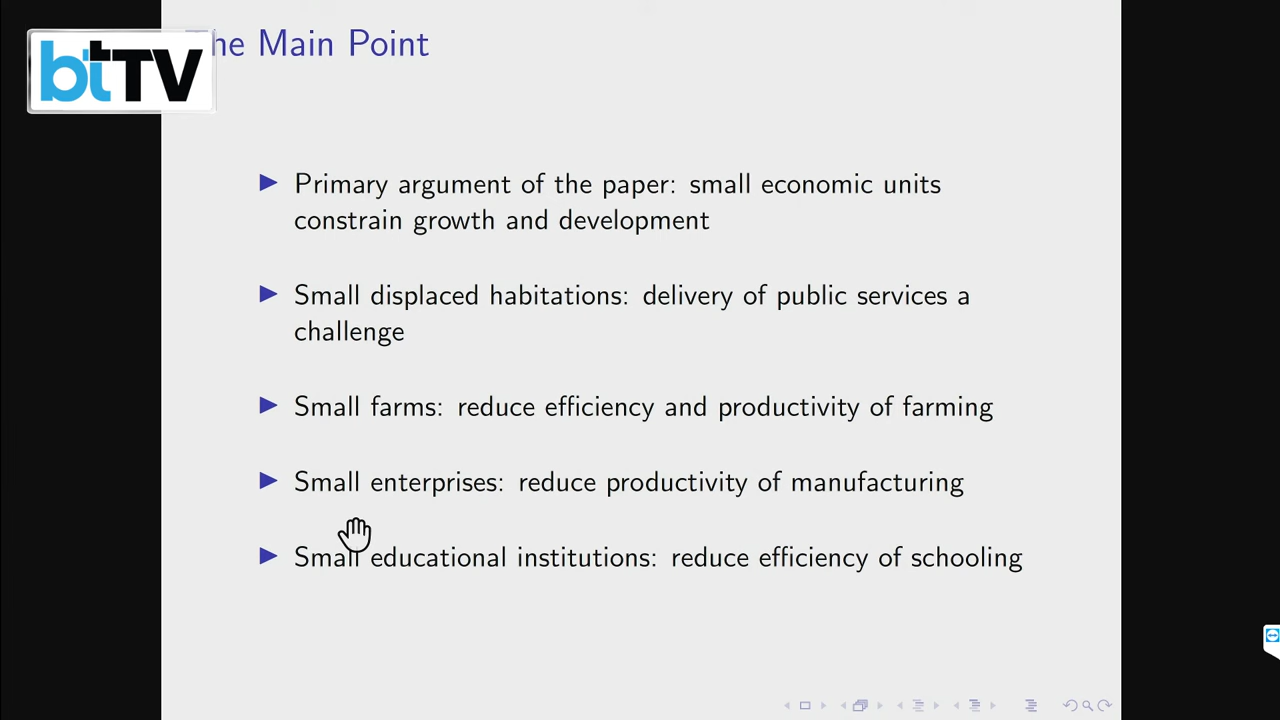 btTV
The Main Point
▶ Primary argument of the paper: small economic units
constrain growth and development
▶ Small displaced habitations: delivery of public services a
challenge
▶ Small farms: reduce efficiency and productivity of farming
▶ Small enterprises: reduce productivity of manufacturing
▶ Small educational institutions: reduce efficiency of schooling